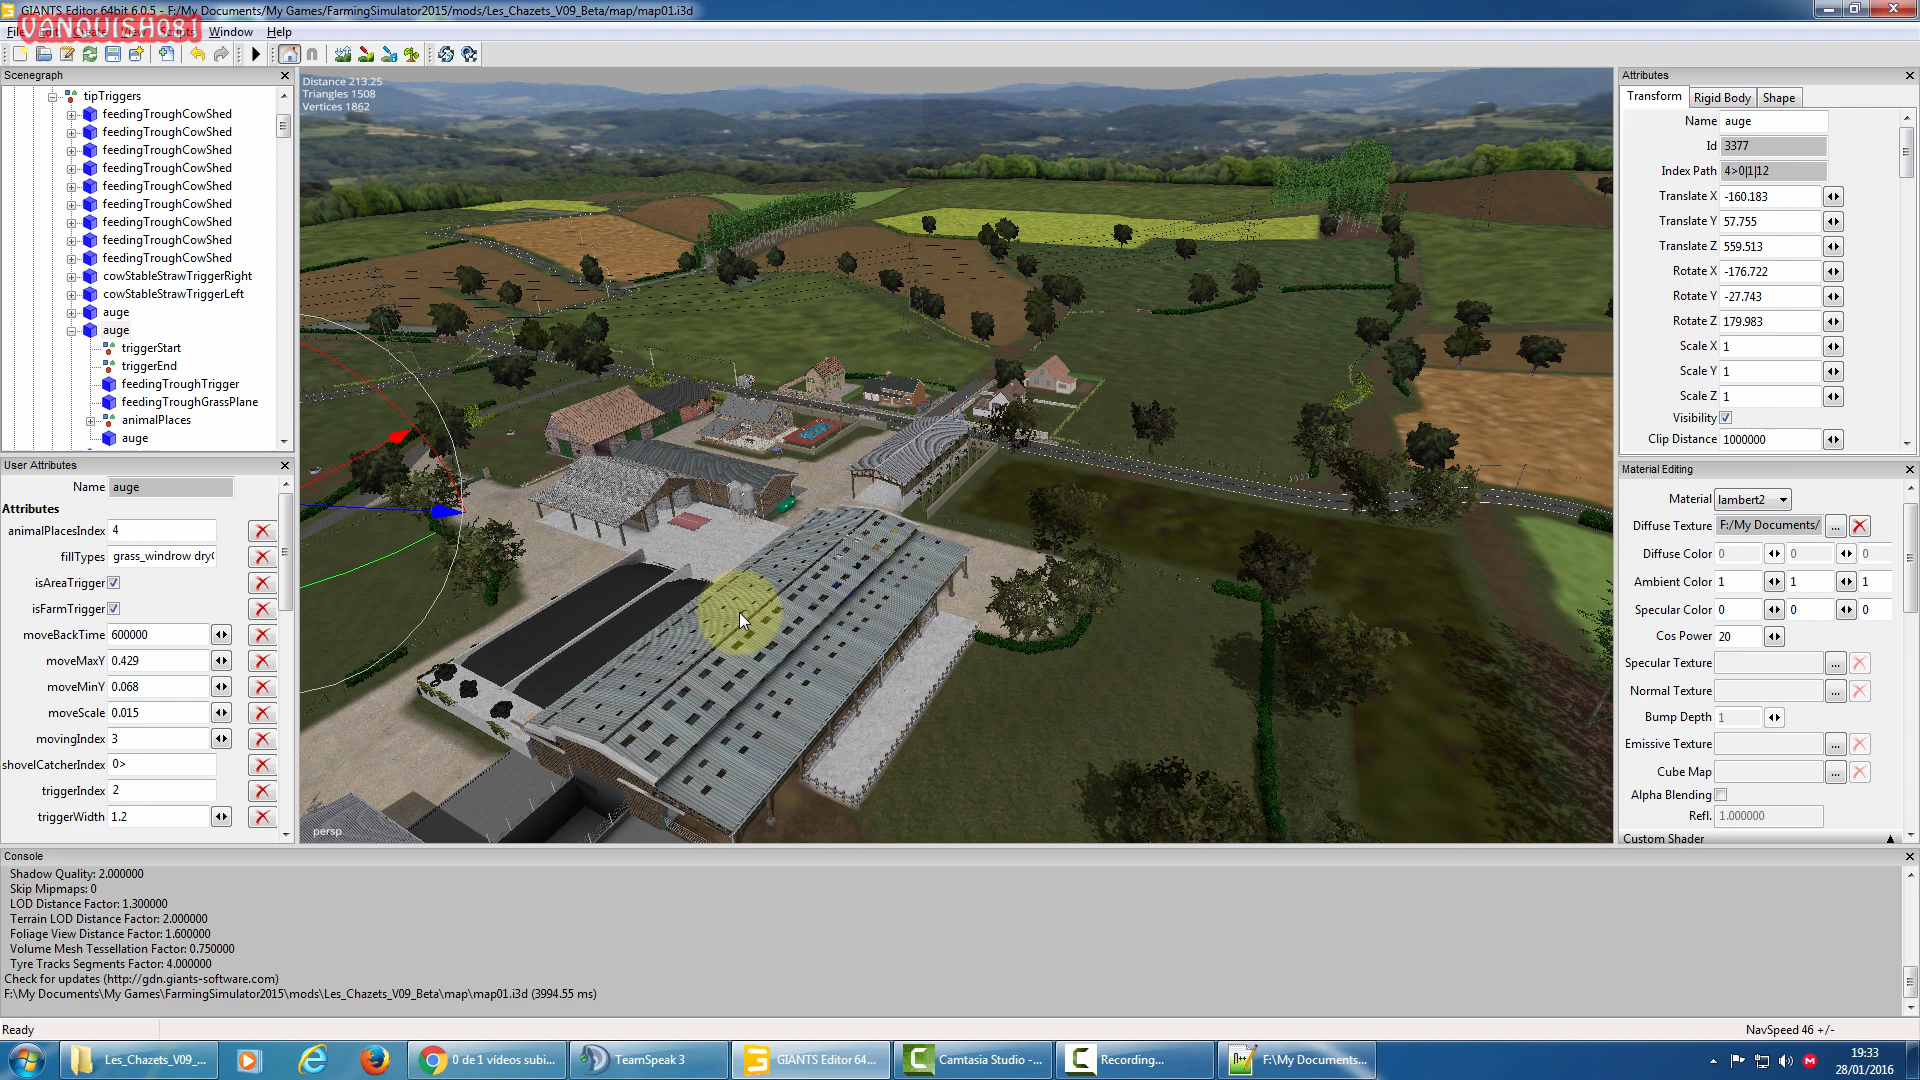 GIANTS Editor 64bit 6.0.5 - F:/My Documents/My Games/FarmingSimulator2015/mods/Les_Chazets_V09_Beta/map/map01.i3d
VANQUISH081
Window Help
Scenegraph
tipTriggers
feedingTroughCowShed
feedingTroughCowShed
feedingTroughCowShed
feedingTroughCowShed
feedingTroughCowShed
feedingTroughCowShed
feedingTroughCowShed
feedingTroughCowShed
feedingTroughCowShed
cowStableStrawTriggerRight
cowStableStrawTriggerLeft
auge
auge
triggerStart
triggerEnd
feedingTroughTrigger
feedingTroughGrassPlane
animalPlaces
auge
User Attributes
Name auge
Attributes
animalPlacesIndex 4
fillTypes grass_windrow
isAreaTrigger
isFarmTrigger
moveBackTime 600000
moveMaxY 0.429
moveMinY 0.068
moveScale 0.015
movingIndex 3
shovelCatcherIndex 0>
triggerIndex 2
triggerWidth 1.2
Distance 213.25
Triangles 1508
Vertices 1862
persp
Attributes
Transform Rigid Body Shape
Name auge
Id 3377
Index Path 4>0|1|12
Translate X -160.183
Translate Y 57.755
Translate Z 559.513
Rotate X -176.722
Rotate Y -27.743
Rotate Z 179.983
Scale X 1
Scale Y 1
Scale Z 1
Visibility
Clip Distance 1000000
Material Editing
Material lambert2
Diffuse Texture F:/My Documents/ ...
Diffuse Color 0 0 0
Ambient Color 1 1 1
Specular Color 0 0 0
Cos Power 20
Specular Texture ...
Normal Texture ...
Bump Depth 1
Emissive Texture ...
Cube Map ...
Alpha Blending
Refl. 1.000000
Custom Shader
Console
Shadow Quality: 2.000000
Skip Mipmaps: 0
LOD Distance Factor: 1.300000
Terrain LOD Distance Factor: 2.000000
Foliage View Distance Factor: 1.600000
Volume Mesh Tessellation Factor: 0.750000
Tyre Tracks Segments Factor: 4.000000
Check for updates (http://gdn.giants-software.com)
F:\My Documents\My Games\FarmingSimulator2015\mods\Les_Chazets_V09_Beta\map\map01.i3d (3994.55 ms)
Ready
NavSpeed 46 +/-
Les_Chazets_V09_...
0 de 1 vídeos subi...
TeamSpeak 3
GIANTS Editor 64...
Camtasia Studio -...
Recording...
F:\My Documents...
19:33
28/01/2016